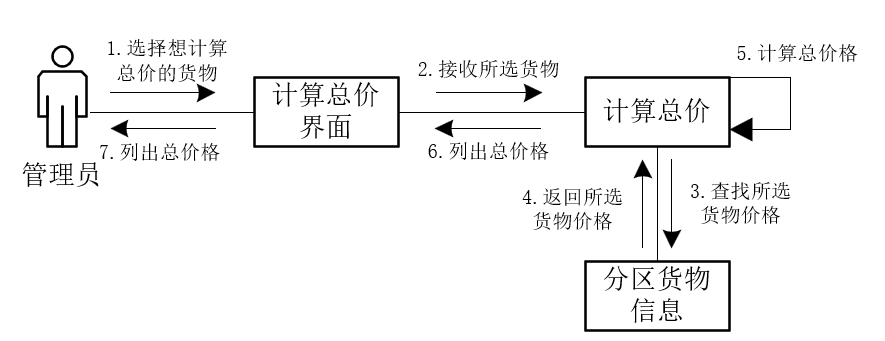 1.选择想计算
总价的货物
7.列出总价格
管理员
计算总价
界面
2.接收所选货物
6.列出总价格
计算总价
5.计算总价格
4.返回所选
货物价格
3.查找所选
货物价格
分区货物
信息